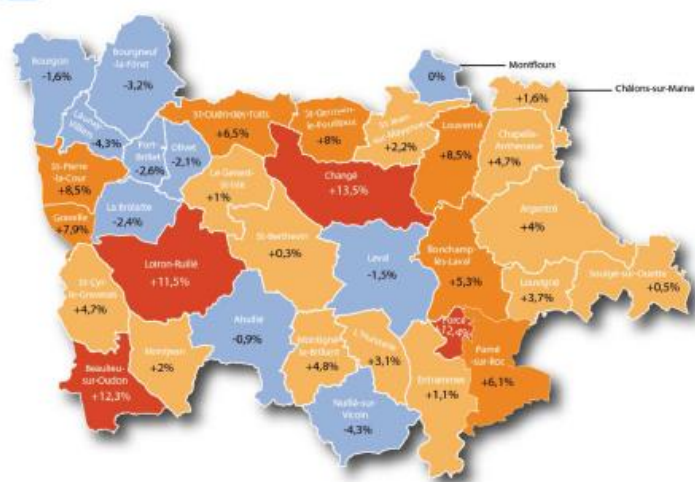 Montflours
0%
Châlons-sur-Maine
+1,6%
Bourgon
-1,6%
Bourgneuf
-la-Forêt
-3,2%
Launay
Villiers
-4,3%
Port-
Brillet
-2,6%
Olivet
-2,1%
St-Ouën-des-Toits
+6,5%
St-Germain
-le-Fouilloux
+8%
St-Jean
-sur-Mayenne
+2,2%
Louverné
+8,5%
Chapelle-
Anthenaise
+4,7%
St-Pierre
-la-Cour
+8,5%
Le Genest-
St-Isle
+1%
Changé
+13,5%
Gravelle
+7,9%
La Brûlatte
-2,4%
Argentré
+4%
St-Berthevin
+0,3%
Laval
-1,5%
Bonchamp
-lès-Laval
+5,3%
Loiron-Ruillé
+11,5%
Louvigné
+3,7%
Soulgé-sur-Ouette
+0,5%
St-Cyr-
le-Gravelais
+4,7%
Ahuillé
-0,9%
Montigné
-le-Brillant
+4,8%
L'Huisserie
+3,1%
Forcé
12,4%
Parné
-sur-Roc
+6,1%
Montjean
+2%
Entrammes
+1,1%
Beaulieu
-sur-Oudon
+12,3%
Nuillé-sur-
Vicoin
-4,3%